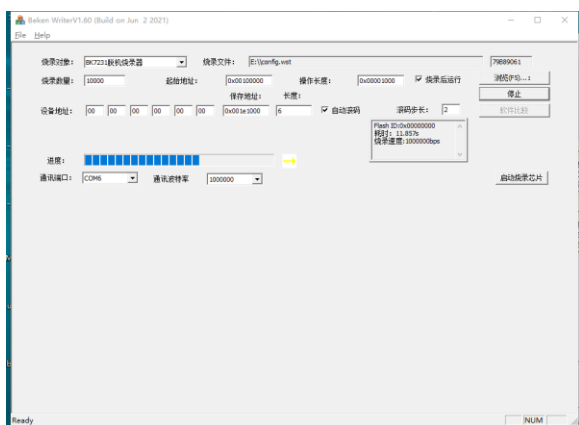 Beken WriterV1.60 (Build on Jun 2 2021)
File Help
烧录对象: BK7231脱机烧录器 烧录文件: E:\\config.wst 79889061
烧录数量: 10000 起始地址: 0x00100000 操作长度: 0x00001000 烧录后运行 浏览(F5)...:
保存地址: 长度: 停止
设备地址: 00 00 00 00 00 00 0x001e1000 6 自动滚码 滚码步长: 2 软件比较
Flash ID:0x00000000
耗时: 11.857s
烧录速度:1000000bps
进度:
通讯端口: COM6 通讯波特率 1000000 启动烧录芯片
Ready NUM